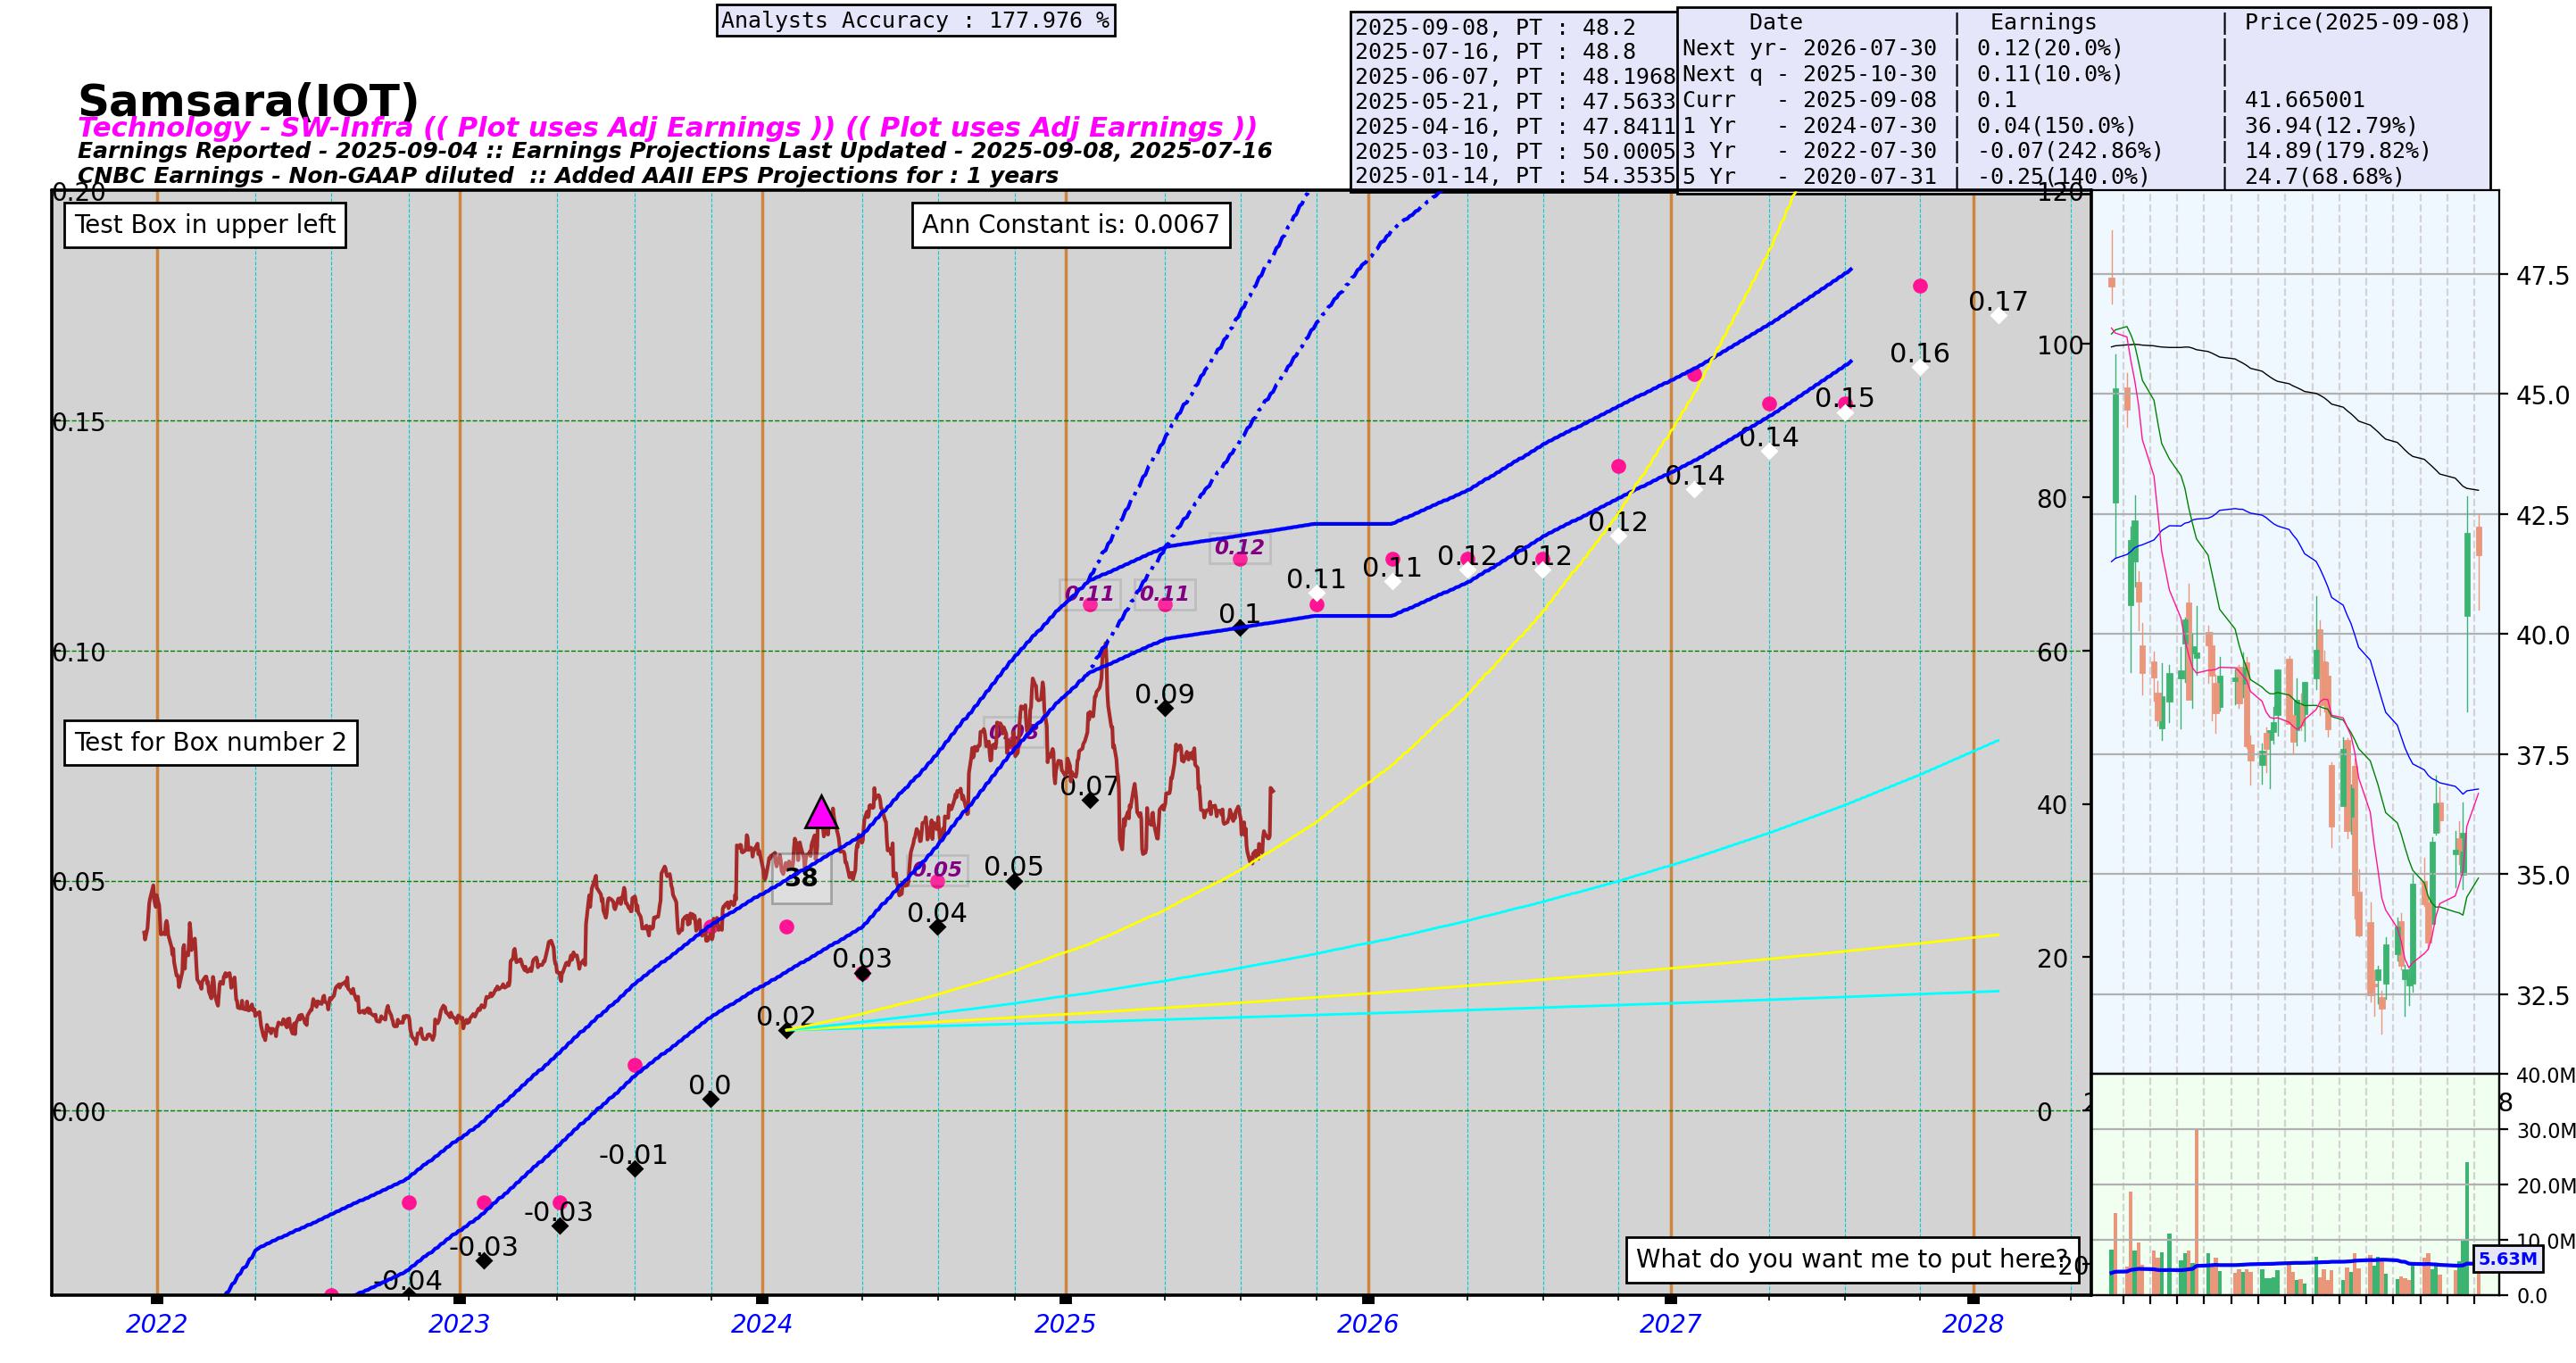 Analysts Accuracy : 177.976 %
2025-09-08, PT : 48.2
2025-07-16, PT : 48.8
2025-06-07, PT : 48.1968
2025-05-21, PT : 47.5633
2025-04-16, PT : 47.8411
2025-03-10, PT : 50.0005
2025-01-14, PT : 54.3535
Date | Earnings | Price(2025-09-08)
Next yr- 2026-07-30 | 0.12(20.0%) |
Next q - 2025-10-30 | 0.11(10.0%) |
Curr - 2025-09-08 | 0.1 | 41.665001
1 Yr - 2024-07-30 | 0.04(150.0%) | 36.94(12.79%)
3 Yr - 2022-07-30 | -0.07(242.86%) | 14.89(179.82%)
5 Yr - 2020-07-31 | -0.25(140.0%) | 24.7(68.68%)
Samsara(IOT)
Technology - SW-Infra (( Plot uses Adj Earnings )) (( Plot uses Adj Earnings ))
Earnings Reported - 2025-09-04 :: Earnings Projections Last Updated - 2025-09-08, 2025-07-16
CNBC Earnings - Non-GAAP diluted :: Added AAII EPS Projections for : 1 years
Test Box in upper left
Ann Constant is: 0.0067
Test for Box number 2
What do you want me to put here?
0.20
0.15
0.10
0.05
0.00
120
100
80
60
40
20
0
−20
-0.04
-0.03
-0.03
-0.01
0.0
0.02
0.03
0.04
0.05
0.07
0.09
0.1
0.11
0.11
0.12
0.12
0.12
0.14
0.14
0.15
0.16
0.17
38
0.05
0.11
0.11
0.12
47.5
45.0
42.5
40.0
37.5
35.0
32.5
40.0M
30.0M
20.0M
10.0M
0.0
5.63M
8
2022
2023
2024
2025
2026
2027
2028